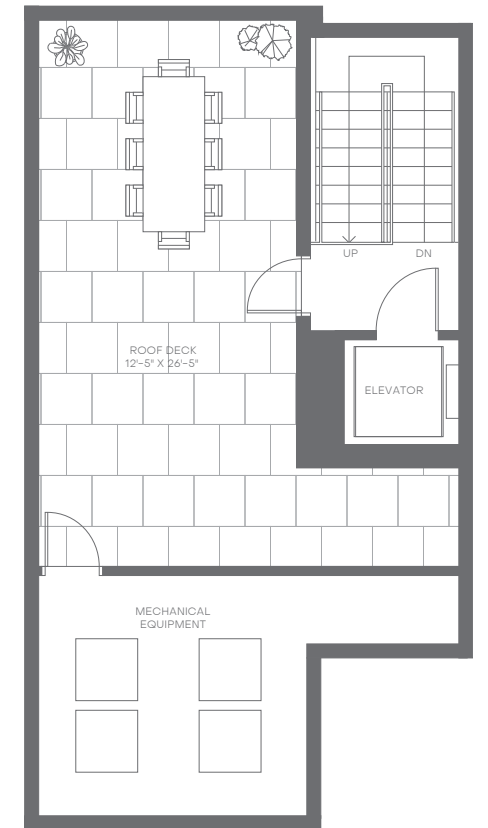 UP DN
ROOF DECK
12'-5" X 26'-5"
ELEVATOR
MECHANICAL
EQUIPMENT